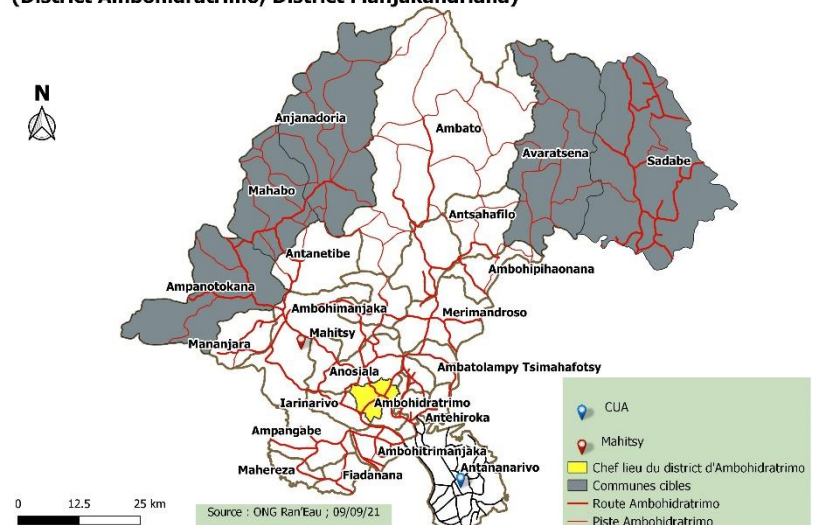 (District Ambohidratrimo, District Manjakandriana)
N
Anjanadoria
Ambato
Avaratsena
Sadabe
Mahabo
Antsahafilo
Antanetibe
Ambohipihaonana
Ampanotokana
Ambohimanjaka
Merimandroso
Mahitsy
Mananjara
Anosiala
Ambatolampy Tsimahafotsy
Iarinarivo
Ambohidratrimo
Antehiroka
Ampangabe
Ambohitrimanjaka
Mahereza
Fiadanana
Antananarivo
CUA
Mahitsy
Chef lieu du district d'Ambohidratrimo
Communes cibles
Route Ambohidratrimo
Piste Ambohidratrimo
0 12.5 25 km
Source : ONG Ran'Eau ; 09/09/21